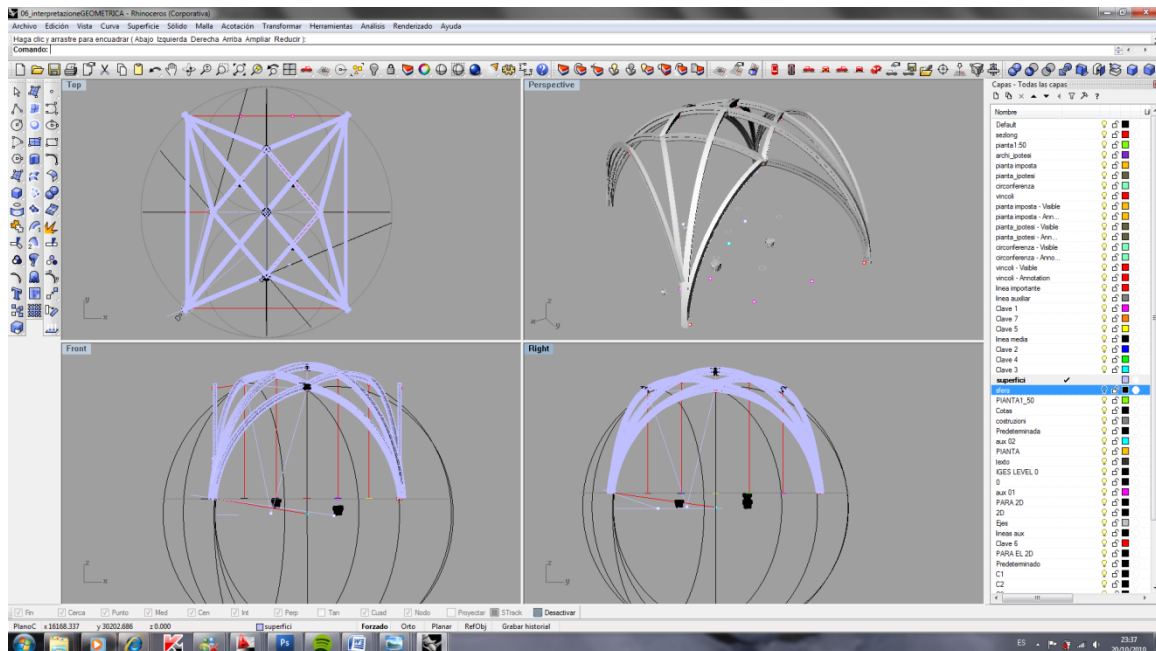 06_interpretazioneGEOMETRICA - Rhinoceros (Corporativa)
Archivo Edición Vista Curva Superficie Sólido Malla Acotación Transformar Herramientas Análisis Renderizado Ayuda
Haga clic y arrastre para encuadrar ( Abajo Izquierda Derecha Arriba Ampliar Reducir ):
Comando:
Top
Perspective
Front
Right
y
x
z
x
y
z
x
z
y
Capas - Todas las capas
Nombre
Default
sezlong
pianta1:50
archi_ipotesi
pianta imposta
pianta_ipotesi
circonferenza
vincoli
pianta imposta - Visible
pianta imposta - Ann...
pianta_ipotesi - Visible
pianta_ipotesi - Ann...
circonferenza - Visible
circonferenza - Anno...
vincoli - Visible
vincoli - Annotation
linea importante
linea auxiliar
Clave 1
Clave 7
Clave 5
linea media
Clave 2
Clave 4
Clave 3
superfici
sfera
PIANTA1_50
Cotas
costruzioni
Predeterminada
aux 02
PIANTA
texto
IGES LEVEL 0
0
aux 01
PARA 2D
2D
Ejes
lineas aux
Clave 6
PARA EL 2D
Predeterminado
C1
C2
Fin Cerca Punto Med Cen Int Perp Tan Cuad Nodo Proyectar STrack Desactivar
PlanoC x 16168.337 y 30202.686 z 0.000 superfici Forzado Orto Planar RefObj Grabar historial
ES 23:37
20/10/2010